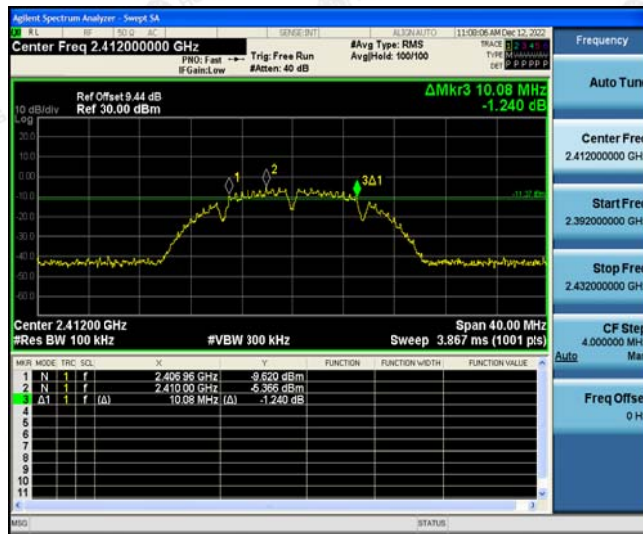 Agilent Spectrum Analyzer - Swept SA
RL RF 50 Ω AC SENSE:INT ALIGNAUTO 11:08:06 AM Dec 12, 2022
Center Freq 2.412000000 GHz
#Avg Type: RMS
TRACE 1 2 3 4 5 6
PNO: Fast Trig: Free Run Avg|Hold: 100/100 TYPE
IFGain:Low #Atten: 40 dB DET P P P P P P
Ref Offset 9.44 dB
ΔMkr3 10.08 MHz
10 dB/div Ref 30.00 dBm -1.240 dB
Log
20.0
10.0
0.00
1 2 3Δ1
-10.0
-20.0
-30.0
-40.0
-50.0
-60.0
Center 2.41200 GHz Span 40.00 MHz
#Res BW 100 kHz #VBW 300 kHz Sweep 3.867 ms (1001 pts)
MKR MODE TRC SCL X Y FUNCTION FUNCTION WIDTH FUNCTION VALUE
1 N 1 f 2.406 96 GHz -9.620 dBm
2 N 1 f 2.410 00 GHz -5.366 dBm
3 Δ1 1 f (Δ) 10.08 MHz (Δ) -1.240 dB
4
5
6
7
8
9
10
11
MSG STATUS
Frequency
Auto Tun
Center Fre
2.412000000 GH
Start Fre
2.392000000 GH
Stop Fre
2.432000000 GH
CF Ste
4.000000 MH
Auto Ma
Freq Offse
0 H